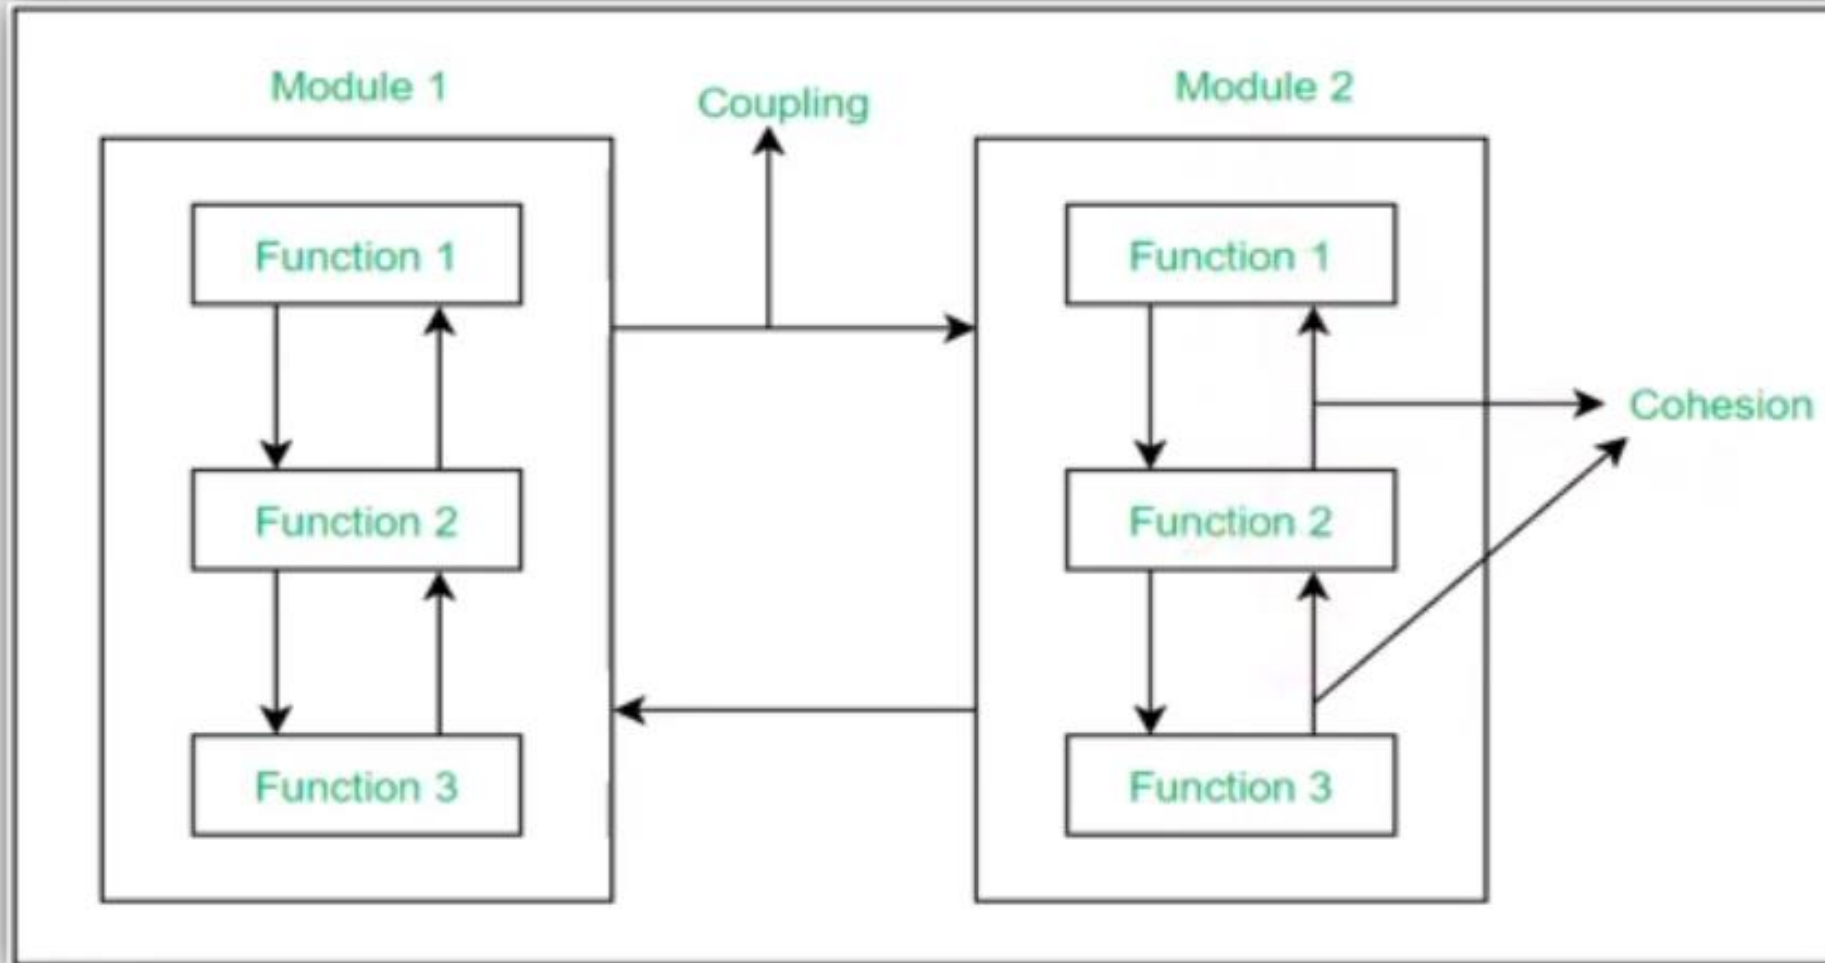 Module 1
Coupling
Module 2
Function 1
Function 1
Cohesion
Function 2
Function 2
Function 3
Function 3